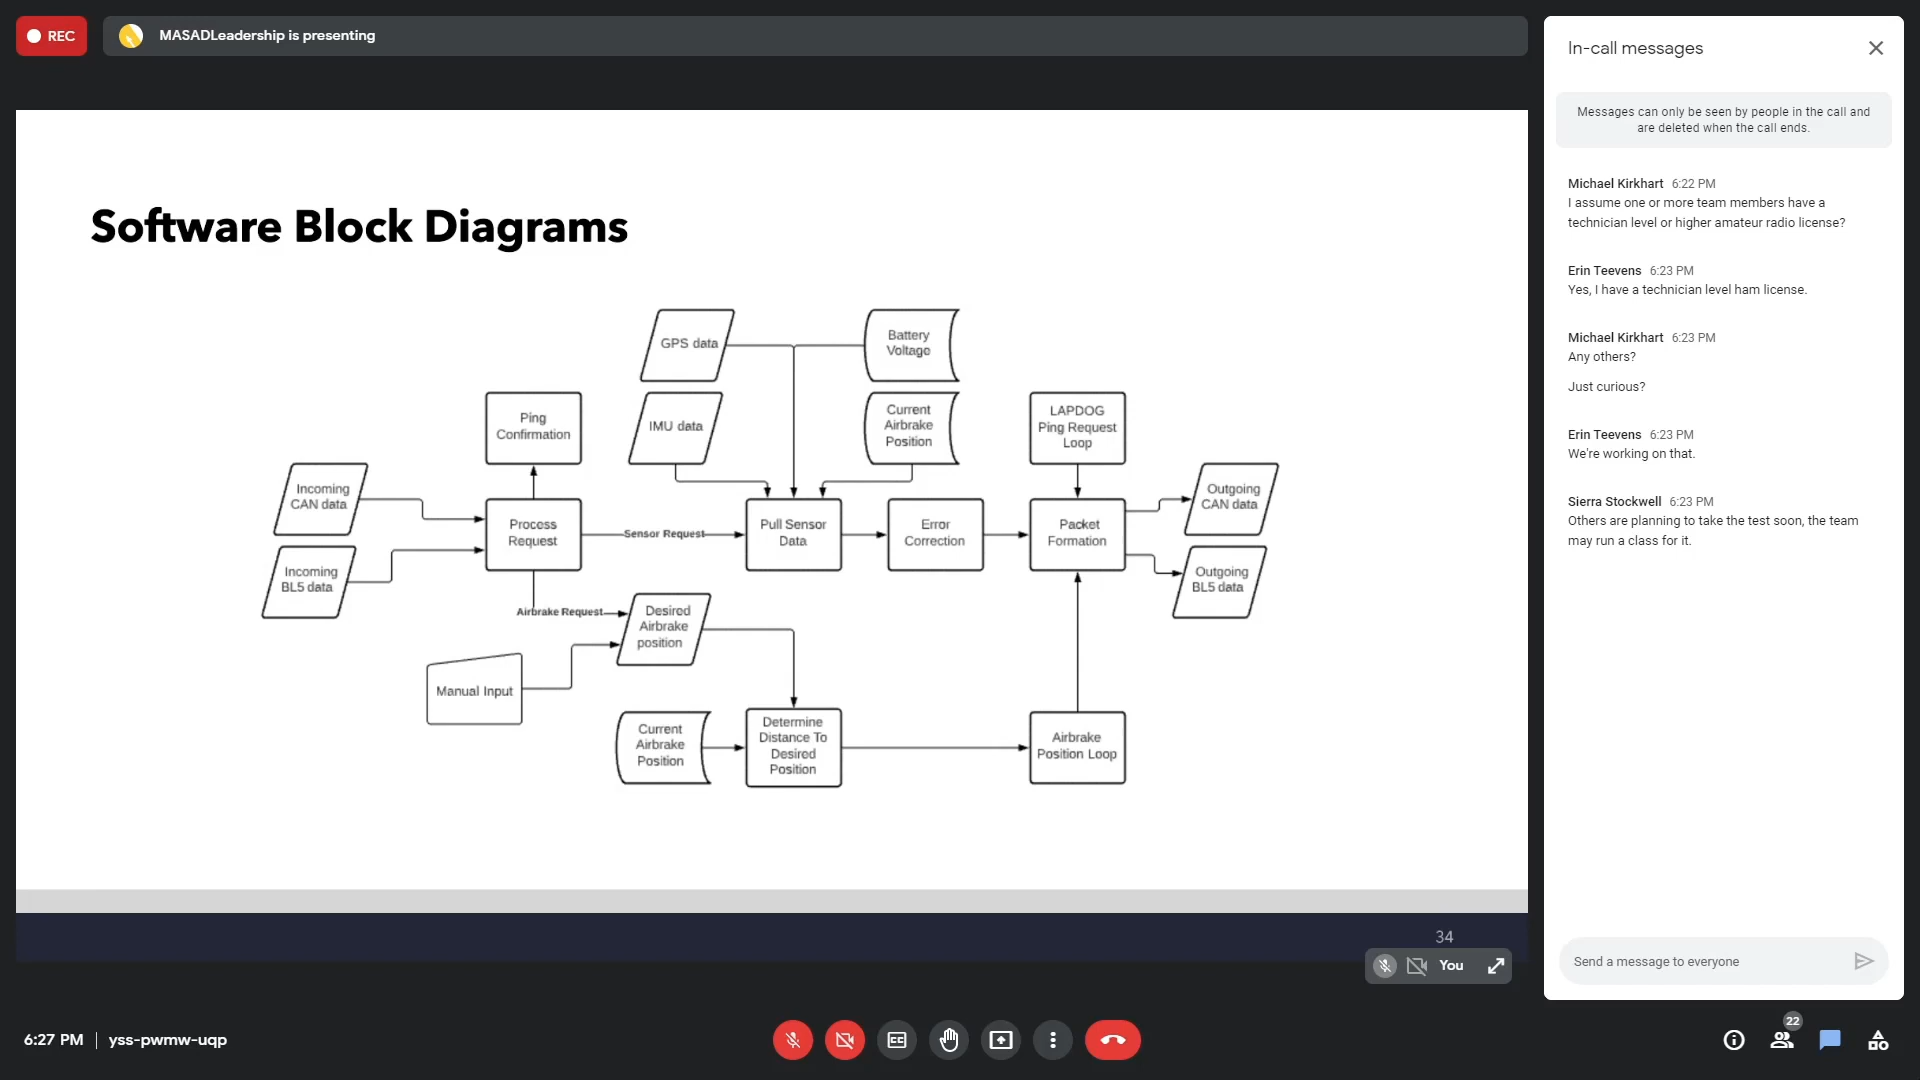 REC
MASADLeadership is presenting
Software Block Diagrams
GPS data
Battery
Voltage
Ping
Confirmation
IMU data
Current
Airbrake
Position
LAPDOG
Ping Request
Loop
Incoming
CAN data
Process
Request
Sensor Request
Pull Sensor
Data
Error
Correction
Packet
Formation
Outgoing
CAN data
Incoming
BL5 data
Outgoing
BL5 data
Airbrake Request
Desired
Airbrake
position
Manual Input
Current
Airbrake
Position
Determine
Distance To
Desired
Position
Airbrake
Position Loop
34
You
6:27 PM | yss-pwmw-uqp
In-call messages
Messages can only be seen by people in the call and
are deleted when the call ends.
Michael Kirkhart 6:22 PM
I assume one or more team members have a
technician level or higher amateur radio license?
Erin Teevens 6:23 PM
Yes, I have a technician level ham license.
Michael Kirkhart 6:23 PM
Any others?
Just curious?
Erin Teevens 6:23 PM
We're working on that.
Sierra Stockwell 6:23 PM
Others are planning to take the test soon, the team
may run a class for it.
Send a message to everyone
22